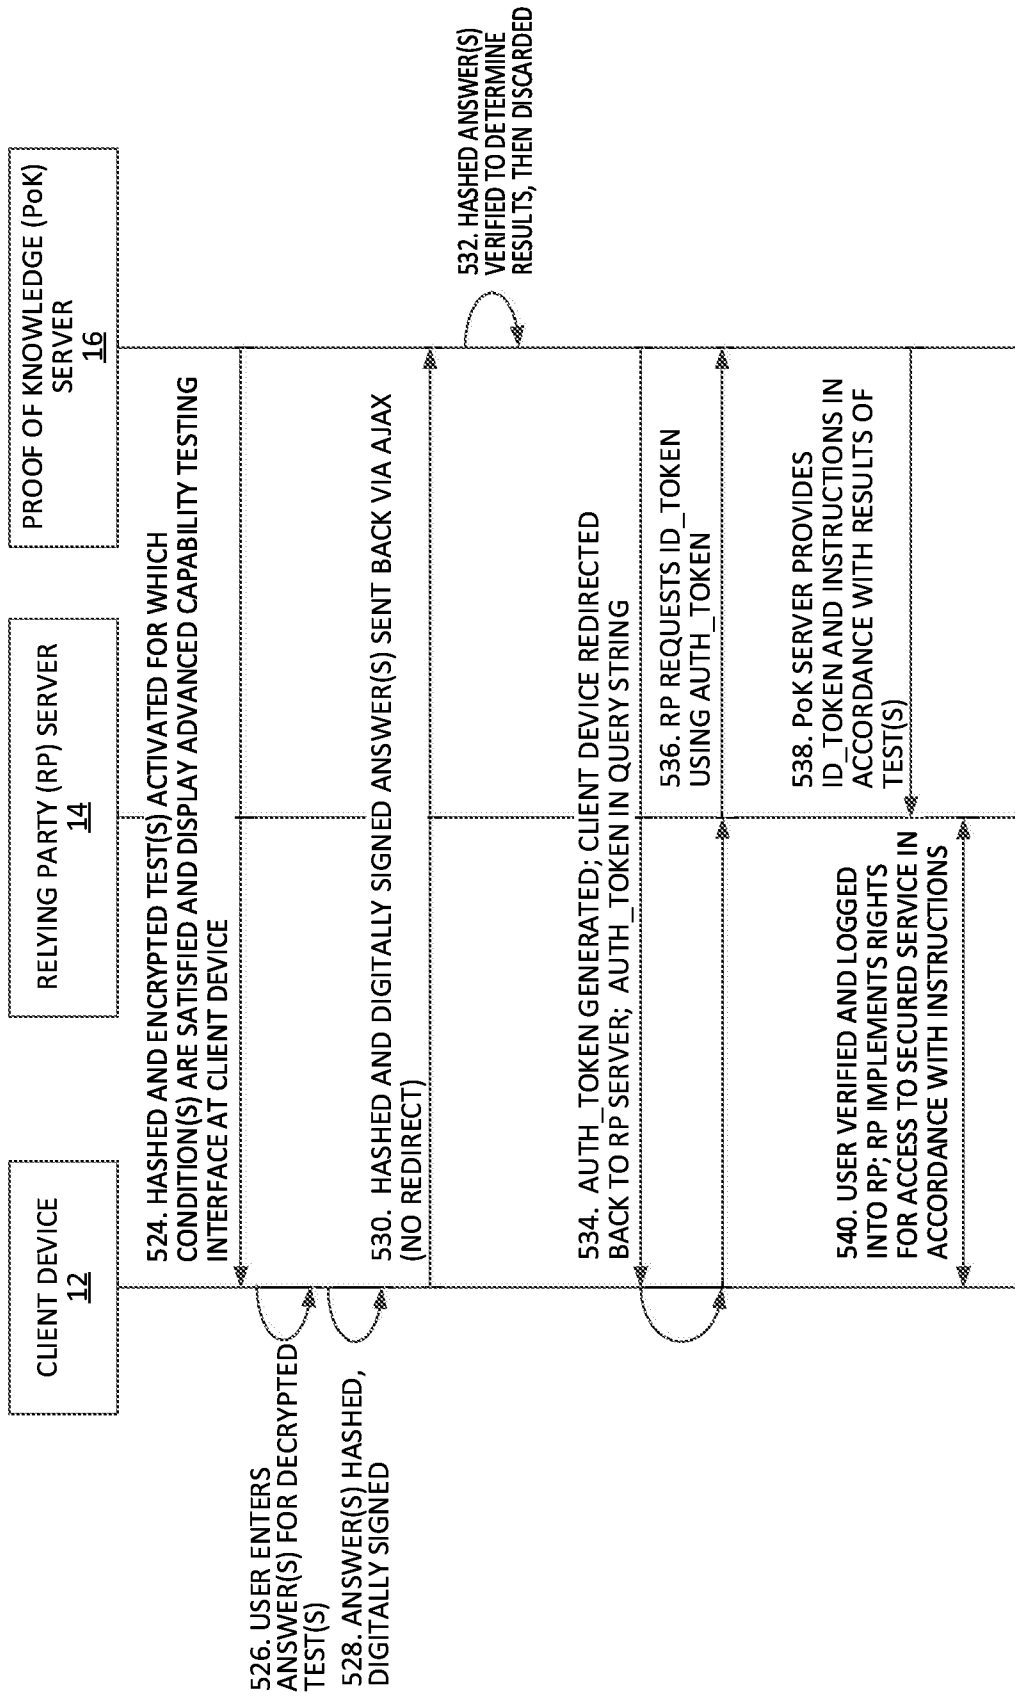 CLIENT DEVICE
12
RELYING PARTY (RP) SERVER
14
PROOF OF KNOWLEDGE (PoK)
SERVER
16
524. HASHED AND ENCRYPTED TEST(S) ACTIVATED FOR WHICH
CONDITION(S) ARE SATISFIED AND DISPLAY ADVANCED CAPABILITY TESTING
INTERFACE AT CLIENT DEVICE
526. USER ENTERS
ANSWER(S) FOR DECRYPTED
TEST(S)
528. ANSWER(S) HASHED,
DIGITALLY SIGNED
530. HASHED AND DIGITALLY SIGNED ANSWER(S) SENT BACK VIA AJAX
(NO REDIRECT)
532. HASHED ANSWER(S)
VERIFIED TO DETERMINE
RESULTS, THEN DISCARDED
534. AUTH_TOKEN GENERATED; CLIENT DEVICE REDIRECTED
BACK TO RP SERVER; AUTH_TOKEN IN QUERY STRING
536. RP REQUESTS ID_TOKEN
USING AUTH_TOKEN
538. PoK SERVER PROVIDES
ID_TOKEN AND INSTRUCTIONS IN
ACCORDANCE WITH RESULTS OF
TEST(S)
540. USER VERIFIED AND LOGGED
INTO RP; RP IMPLEMENTS RIGHTS
FOR ACCESS TO SECURED SERVICE IN
ACCORDANCE WITH INSTRUCTIONS